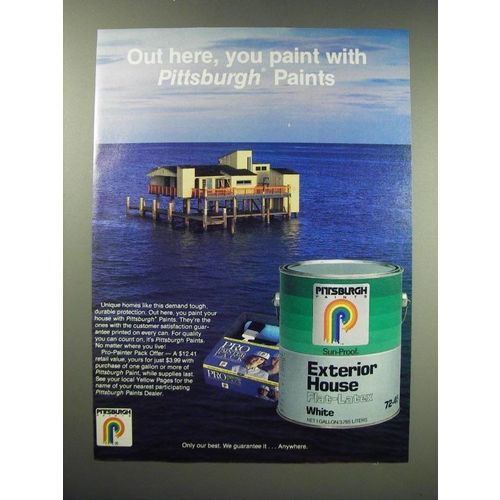 Out here, you paint with
Pittsburgh® Paints
Unique homes like this demand tough,
durable protection. Out here, you paint your
house with Pittsburgh® Paints. They're the
ones with the customer satisfaction guar-
antee printed on every can. For quality
you can count on, it's Pittsburgh Paints.
No matter where you live!
Pro-Painter Pack Offer — A $12.41
retail value, yours for just $3.99 with
purchase of one gallon or more of
Pittsburgh Paint, while supplies last.
See your local Yellow Pages for the
name of your nearest participating
Pittsburgh Paints Dealer.
PRO
PRO
PITTSBURGH
PAINTS
Sun-Proof
Exterior
House
Flat-Latex
White
NET 1 GALLON/3.785 LITERS
72-45
PITTSBURGH
PAINTS
Only our best. We guarantee it . . . Anywhere.